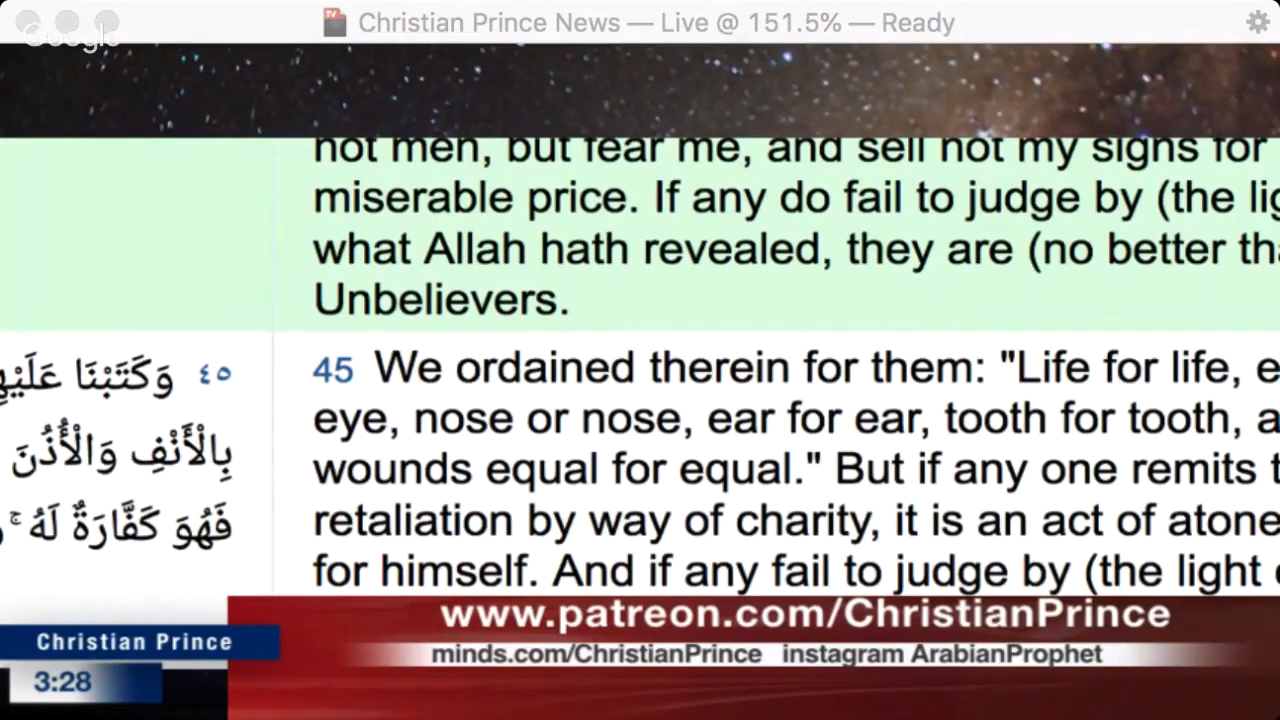 Christian Prince News — Live @ 151.5% — Ready
Google
not men, but fear me, and sell not my signs for
miserable price. If any do fail to judge by (the
what Allah hath revealed, they are (no better
Unbelievers.
45 We ordained therein for them: "Life for life,
eye, nose or nose, ear for ear, tooth for tooth,
wounds equal for equal." But if any one remits
retaliation by way of charity, it is an act of
for himself. And if any fail to judge by (the light
٤٥ وَكَتَبْنَا
بِالْأَنْفِ وَالْأُذُنَ
فَهُوَ كَفَّارَةٌ لَهُ ۚ
www.patreon.com/ChristianPrince
minds.com/ChristianPrince instagram ArabianProphet
Christian Prince
3:28